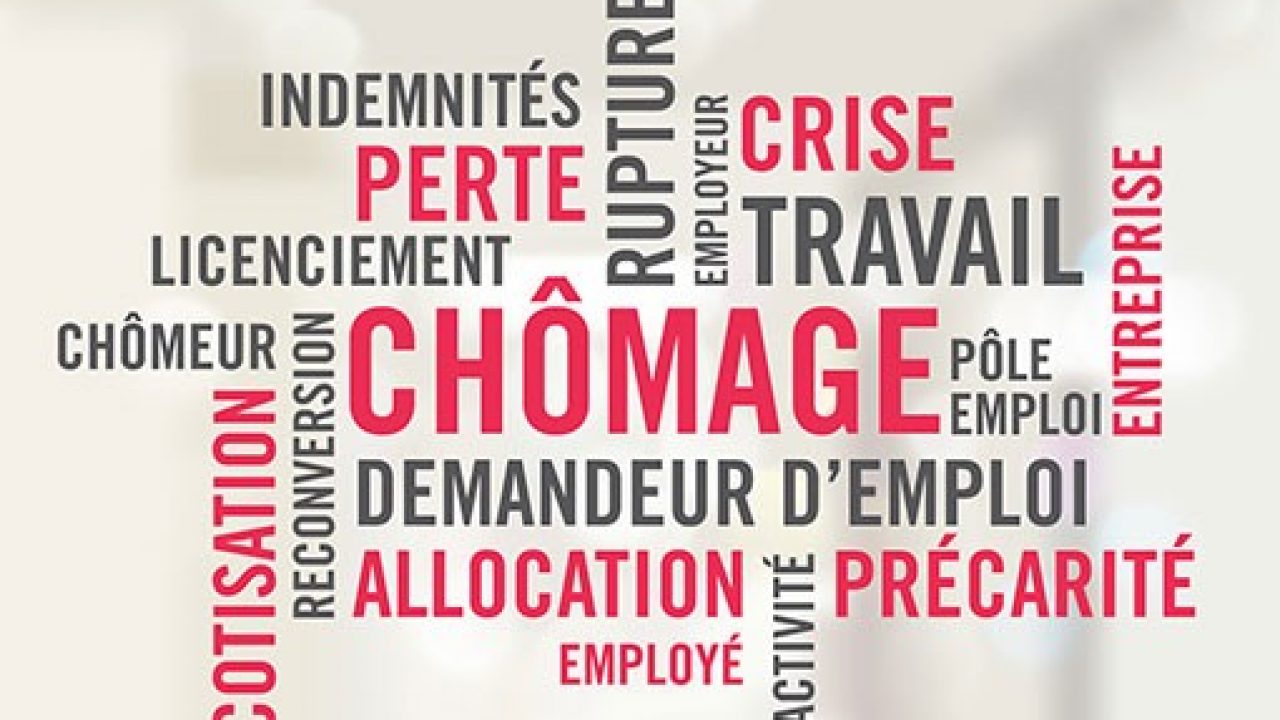 RUPTURE
INDEMNITÉS
EMPLOYEUR
CRISE
PERTE
ENTREPRISE
TRAVAIL
LICENCIEMENT
CHÔMAGE
CHÔMEUR
RECONVERSION
PÔLE
EMPLOI
COTISATION
DEMANDEUR D’EMPLOI
ALLOCATION
PRÉCARITÉ
ACTIVITÉ
EMPLOYÉ